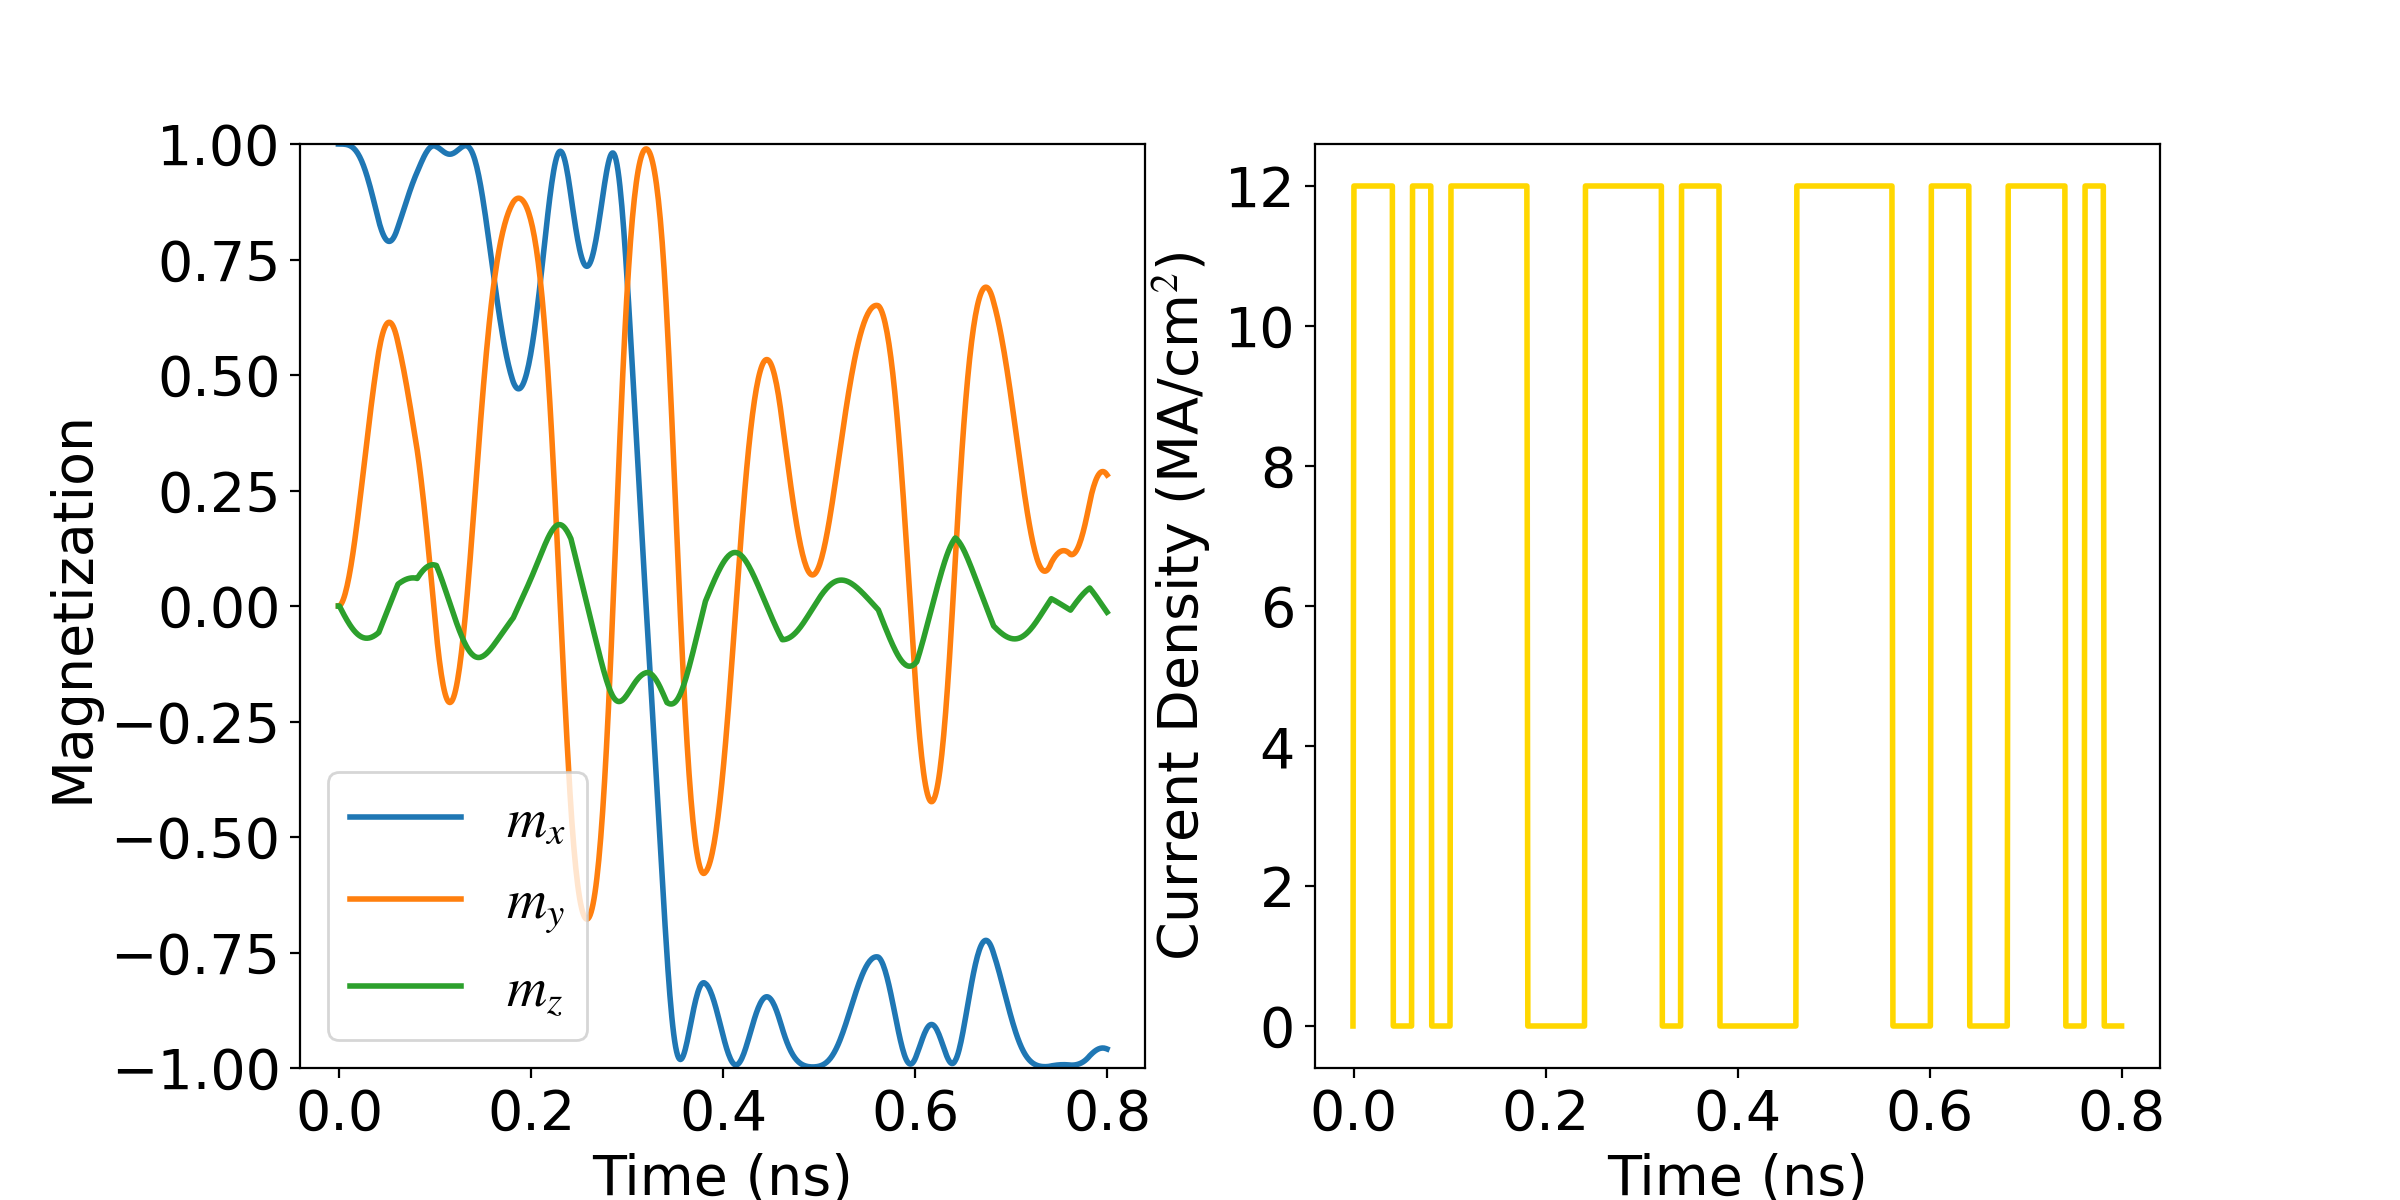 Magnetization
1.00
0.75
0.50
0.25
0.00
−0.25
−0.50
−0.75
−1.00
m_x
m_y
m_z
0.0 0.2 0.4 0.6 0.8
Time (ns)
Current Density (MA/cm²)
12
10
8
6
4
2
0
0.0 0.2 0.4 0.6 0.8
Time (ns)